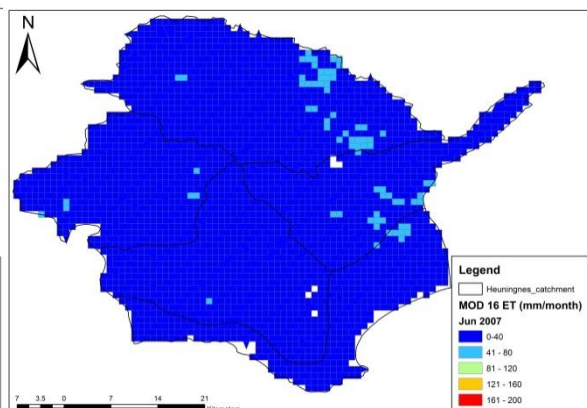 N
Legend
Heuningnes_catchment
MOD 16 ET (mm/month)
Jun 2007
0-40
41 - 80
81 - 120
121 - 160
161 - 200
7 3.5 0 7 14 21